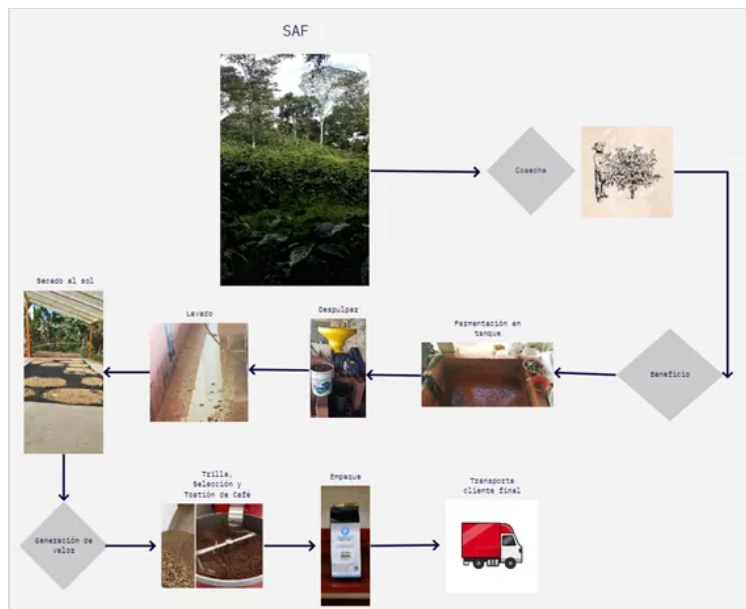 SAF
Cosecha
Secado al sol
Lavado
Despulpar
Fermentación en
tanque
Beneficio
Trilla,
Selección y
Tostión de Café
Empaque
Transporte
cliente final
Generación de
valor